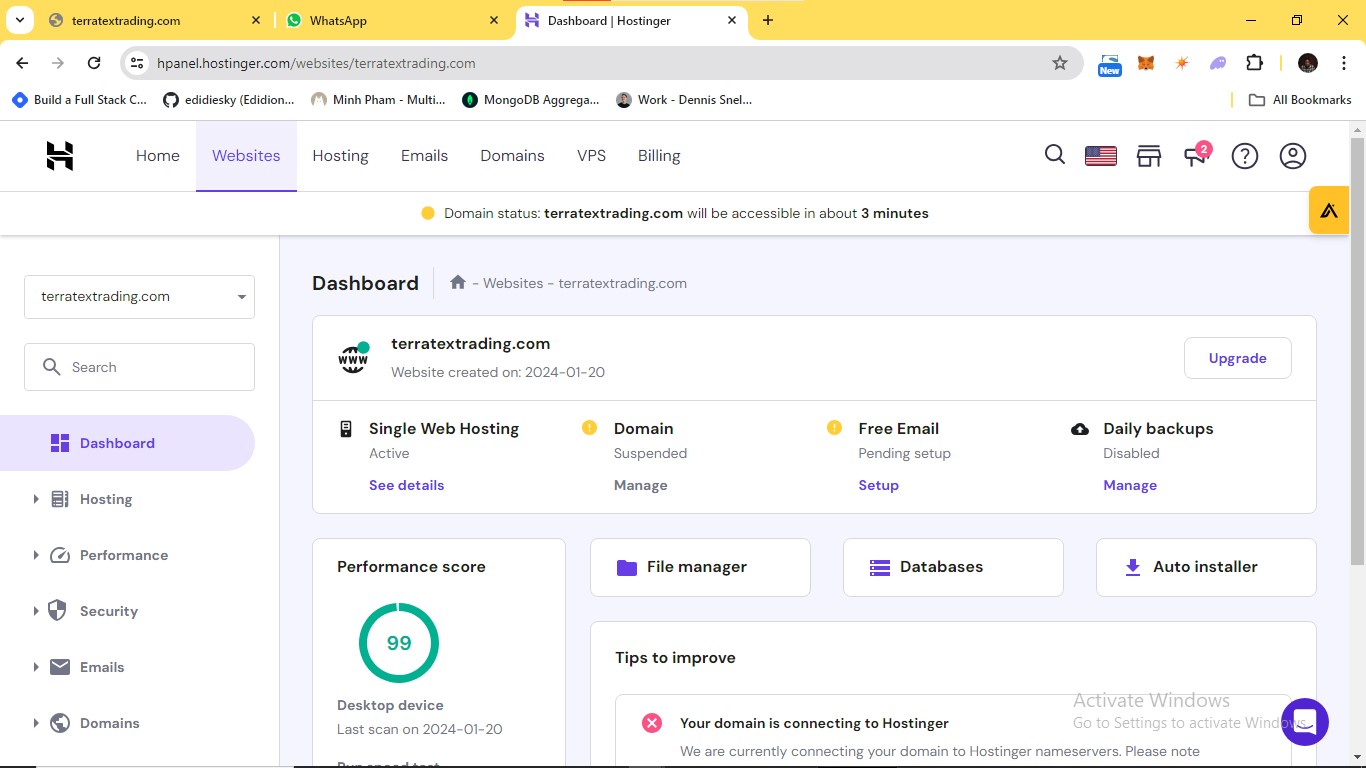 terratextrading.com
WhatsApp
Dashboard | Hostinger
hpanel.hostinger.com/websites/terratextrading.com
New
Build a Full Stack C...
edidiesky (Edidion...
Minh Pham - Multi...
MongoDB Aggrega...
Work - Dennis Snel...
All Bookmarks
Home
Websites
Hosting
Emails
Domains
VPS
Billing
2
Domain status: terratextrading.com will be accessible in about 3 minutes
terratextrading.com
Search
Dashboard
Hosting
Performance
Security
Emails
Domains
Dashboard
- Websites - terratextrading.com
www
terratextrading.com
Website created on: 2024-01-20
Upgrade
Single Web Hosting
Active
See details
Domain
Suspended
Manage
Free Email
Pending setup
Setup
Daily backups
Disabled
Manage
Performance score
99
Desktop device
Last scan on 2024-01-20
Run speed test
File manager
Databases
Auto installer
Tips to improve
Your domain is connecting to Hostinger
We are currently connecting your domain to Hostinger nameservers. Please note
Activate Windows
Go to Settings to activate Windows.